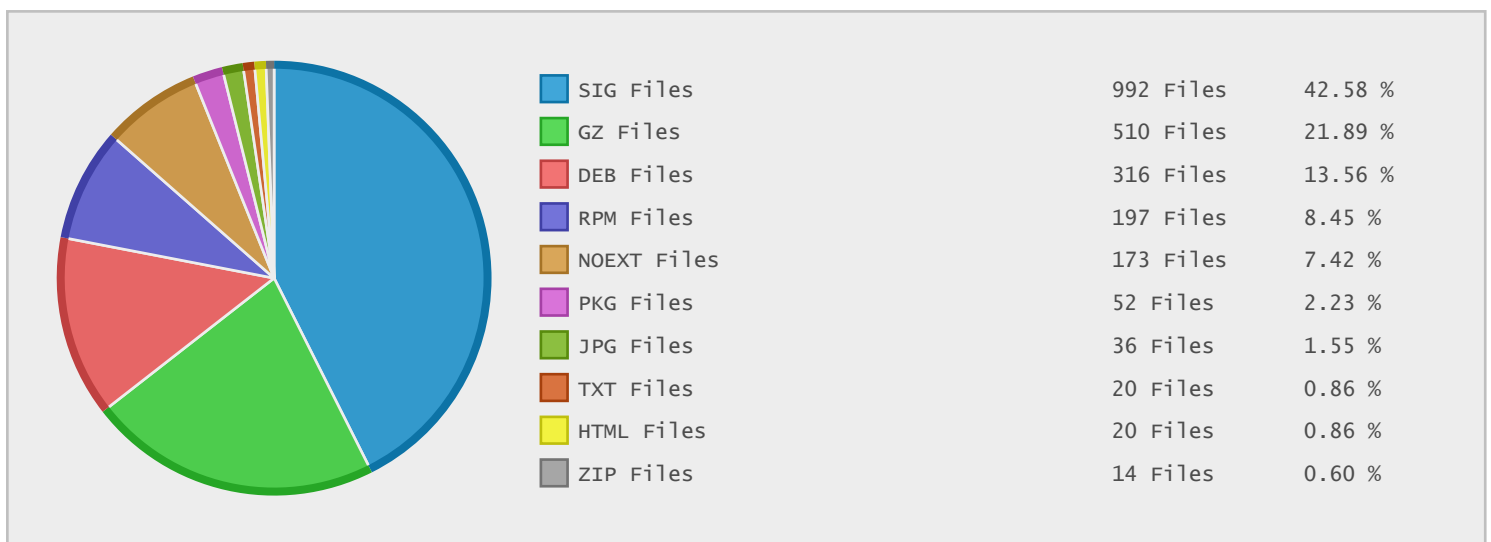 SIG Files 992 Files 42.58 %
GZ Files 510 Files 21.89 %
DEB Files 316 Files 13.56 %
RPM Files 197 Files 8.45 %
NOEXT Files 173 Files 7.42 %
PKG Files 52 Files 2.23 %
JPG Files 36 Files 1.55 %
TXT Files 20 Files 0.86 %
HTML Files 20 Files 0.86 %
ZIP Files 14 Files 0.60 %